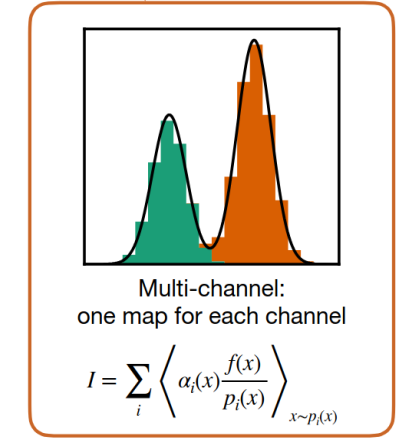 Multi-channel:
one map for each channel
I = ∑_i ⟨ α_i(x) f(x)/p_i(x) ⟩_{x∼p_i(x)}